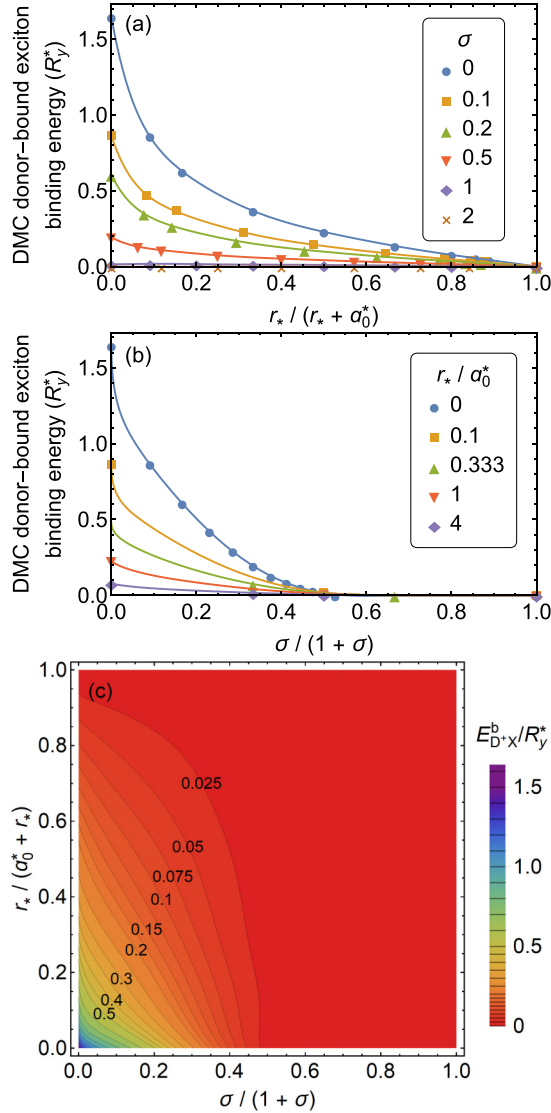 (a)
DMC donor–bound exciton
binding energy (R*y)
σ
0
0.1
0.2
0.5
1
2
1.5
1.0
0.5
0.0
0.0 0.2 0.4 0.6 0.8 1.0
r* / (r* + a*0)
(b)
DMC donor–bound exciton
binding energy (R*y)
r* / a*0
0
0.1
0.333
1
4
1.5
1.0
0.5
0.0
0.0 0.2 0.4 0.6 0.8 1.0
σ / (1 + σ)
(c)
r* / (a*0 + r*)
1.0
0.8
0.6
0.4
0.2
0.0
0.025
0.05
0.075
0.1
0.15
0.2
0.3
0.4
0.5
0.0 0.2 0.4 0.6 0.8 1.0
σ / (1 + σ)
E^b_D+X/R*y
1.5
1.0
0.5
0